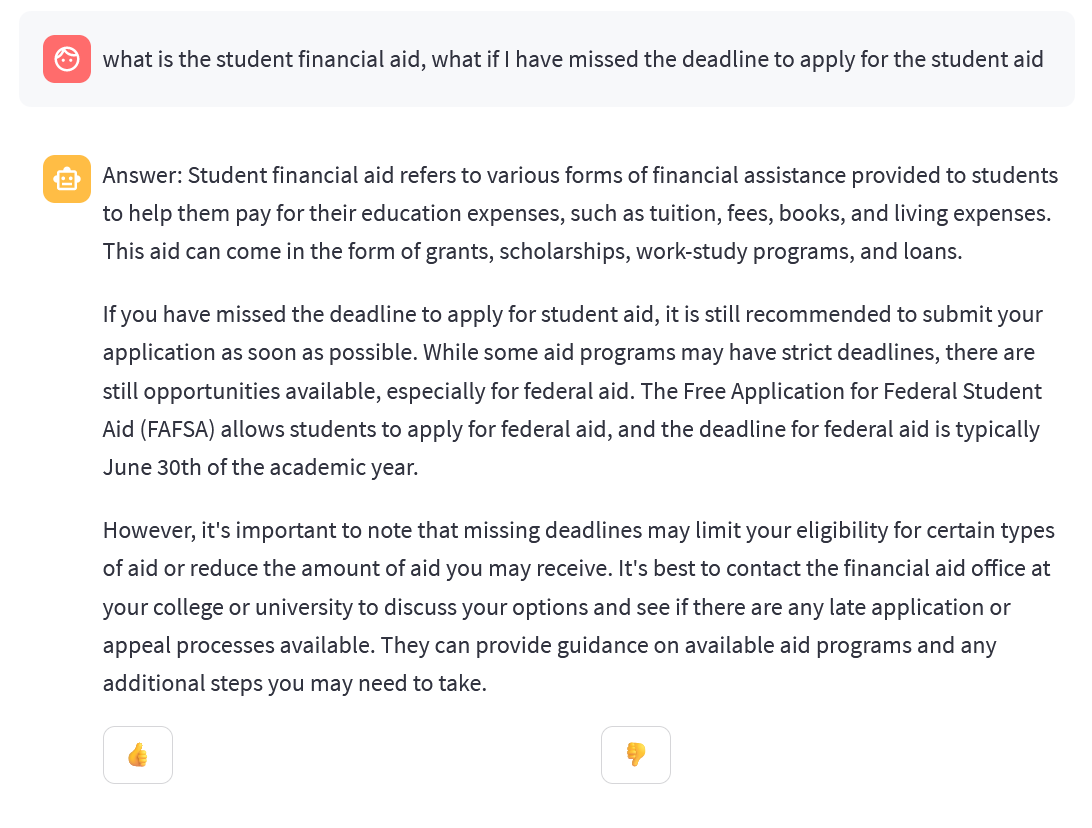 what is the student financial aid, what if I have missed the deadline to apply for the student aid
Answer: Student financial aid refers to various forms of financial assistance provided to students
to help them pay for their education expenses, such as tuition, fees, books, and living expenses.
This aid can come in the form of grants, scholarships, work-study programs, and loans.
If you have missed the deadline to apply for student aid, it is still recommended to submit your
application as soon as possible. While some aid programs may have strict deadlines, there are
still opportunities available, especially for federal aid. The Free Application for Federal Student
Aid (FAFSA) allows students to apply for federal aid, and the deadline for federal aid is typically
June 30th of the academic year.
However, it's important to note that missing deadlines may limit your eligibility for certain types
of aid or reduce the amount of aid you may receive. It's best to contact the financial aid office at
your college or university to discuss your options and see if there are any late application or
appeal processes available. They can provide guidance on available aid programs and any
additional steps you may need to take.